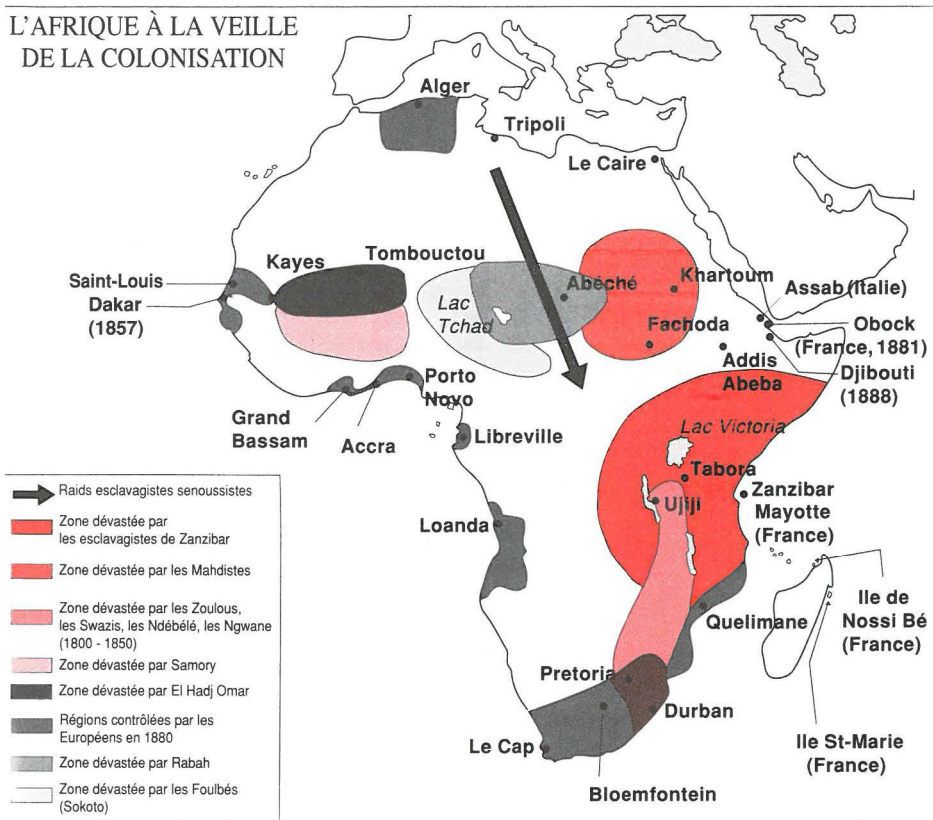 L'AFRIQUE À LA VEILLE
DE LA COLONISATION
Alger
Tripoli
Le Caire
Saint-Louis
Dakar
(1857)
Kayes
Tombouctou
Lac
Tchad
Abéché
Khartoum
Fachoda
Assab (Italie)
Obock
(France, 1881)
Djibouti
(1888)
Addis
Abeba
Porto
Novo
Grand
Bassam
Accra
Libreville
Lac Victoria
Tabora
Ujiji
Zanzibar
Mayotte
(France)
Loanda
Quelimane
Ile de
Nossi Bé
(France)
Pretoria
Durban
Le Cap
Bloemfontein
Ile St-Marie
(France)
Raids esclavagistes senoussistes
Zone dévastée par
les esclavagistes de Zanzibar
Zone dévastée par les Mahdistes
Zone dévastée par les Zoulous,
les Swazis, les Ndébélé, les Ngwane
(1800 - 1850)
Zone dévastée par Samory
Zone dévastée par El Hadj Omar
Régions contrôlées par les
Européens en 1880
Zone dévastée par Rabah
Zone dévastée par les Foulbés
(Sokoto)